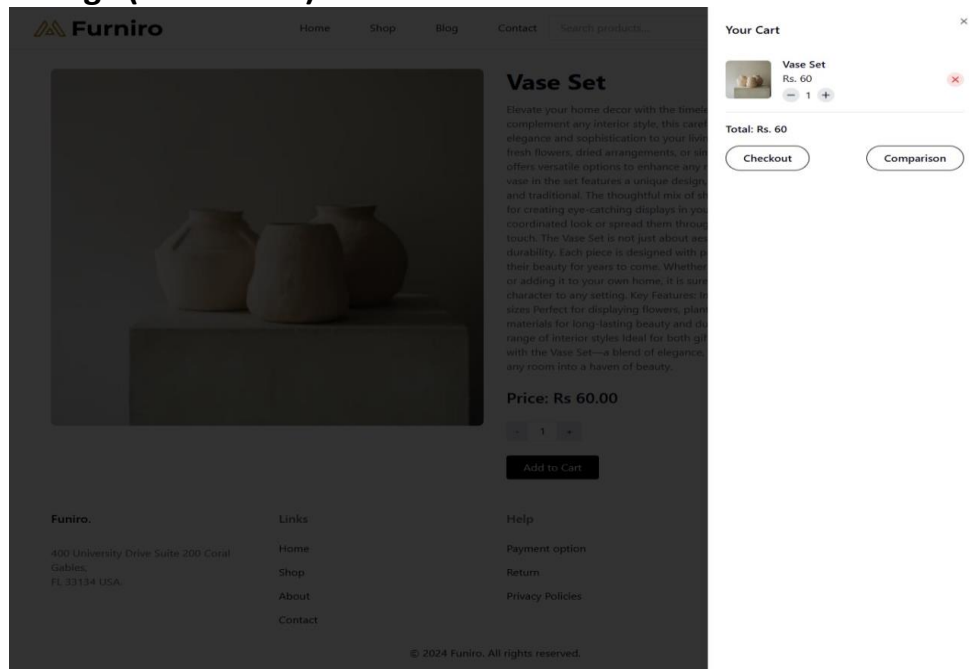 Furniro
Home Shop Blog Contact Search products...
Vase Set
Elevate your home decor with the timele
complement any interior style, this carel
elegance and sophistication to your livin
fresh flowers, dried arrangements, or sin
offers versatile options to enhance any r
vase in the set features a unique design,
and traditional. The thoughtful mix of sh
for creating eye-catching displays in you
coordinated look or spread them throug
touch. The Vase Set is not just about aes
durability. Each piece is designed with p
their beauty for years to come. Whether
or adding it to your own home, it is sure
character to any setting. Key Features: In
sizes Perfect for displaying flowers, plan
materials for long-lasting beauty and du
range of interior styles Ideal for both gif
with the Vase Set—a blend of elegance,
any room into a haven of beauty.
Price: Rs 60.00
- 1 +
Add to Cart
Your Cart
×
Vase Set
Rs. 60
×
− 1 +
Total: Rs. 60
Checkout Comparison
Funiro.
400 University Drive Suite 200 Coral
Gables,
FL 33134 USA
Links
Home
Shop
About
Contact
Help
Payment option
Return
Privacy Policies
© 2024 Funiro. All rights reserved.